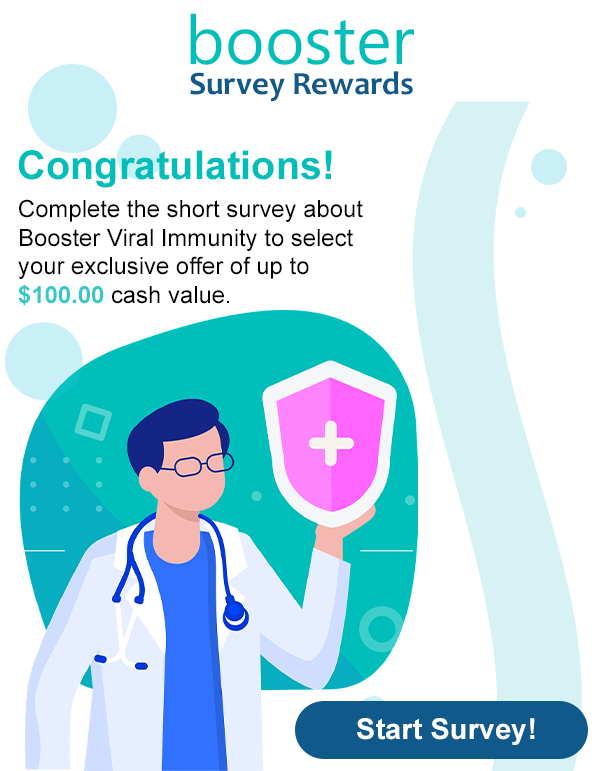 booster
Survey Rewards
Congratulations!
Complete the short survey about
Booster Viral Immunity to select
your exclusive offer of up to
$100.00 cash value.
Start Survey!